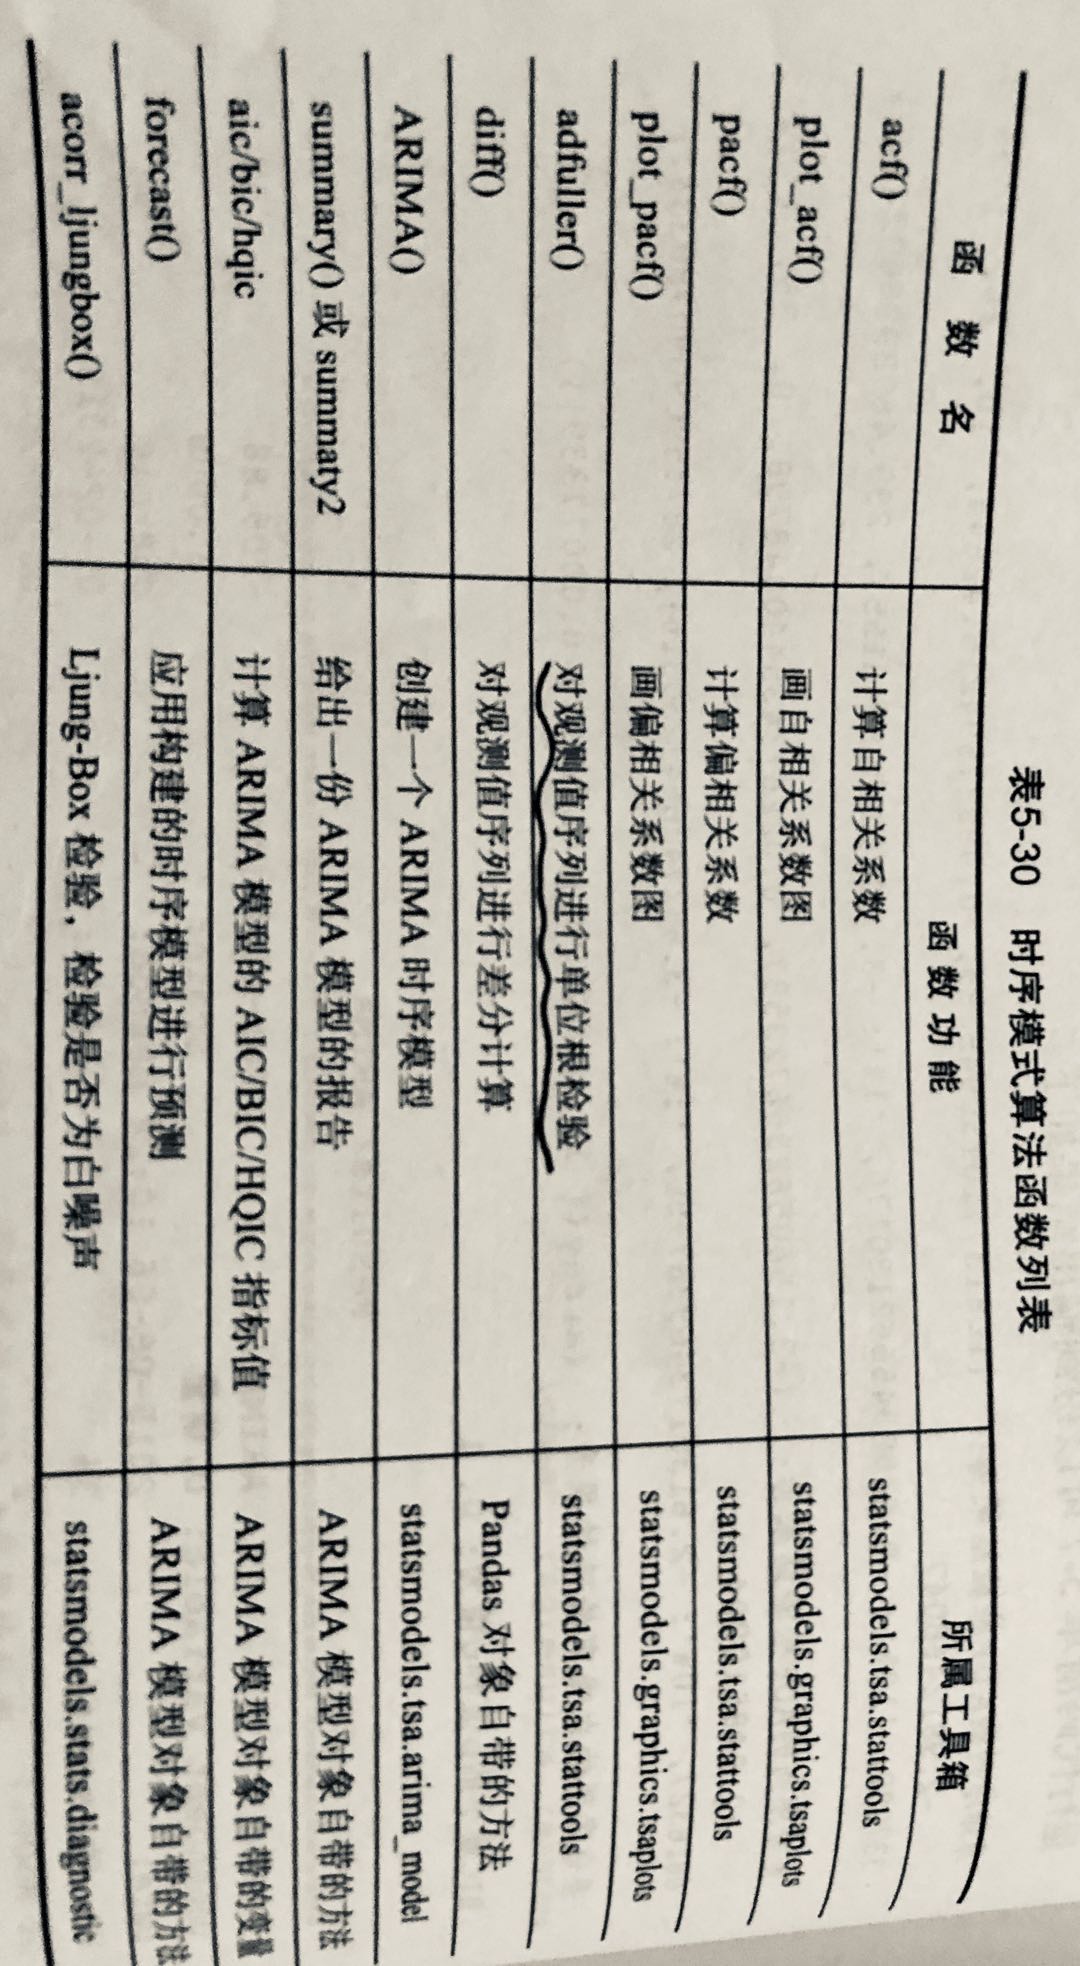 表5-30 时序模式算法函数列表
函 数 名 函 数 功 能 所属工具箱
acf() 计算自相关系数 statsmodels.tsa.stattools
plot_acf() 画自相关系数图 statsmodels.graphics.tsaplots
pacf() 计算偏相关系数 statsmodels.tsa.stattools
plot_pacf() 画偏相关系数图 statsmodels.graphics.tsaplots
adfuller() 对观测值序列进行单位根检验 statsmodels.tsa.stattools
diff() 对观测值序列进行差分计算 Pandas 对象自带的方法
ARIMA() 创建一个 ARIMA 时序模型 statsmodels.tsa.arima_model
summary() 或 summaty2 给出一份 ARIMA 模型的报告 ARIMA 模型对象自带的方法
aic/bic/hqic 计算 ARIMA 模型的 AIC/BIC/HQIC 指标值 ARIMA 模型对象自带的变量
forecast() 应用构建的时序模型进行预测 ARIMA 模型对象自带的方法
acorr_ljungbox() Ljung-Box 检验，检验是否为白噪声 statsmodels.stats.diagnostic